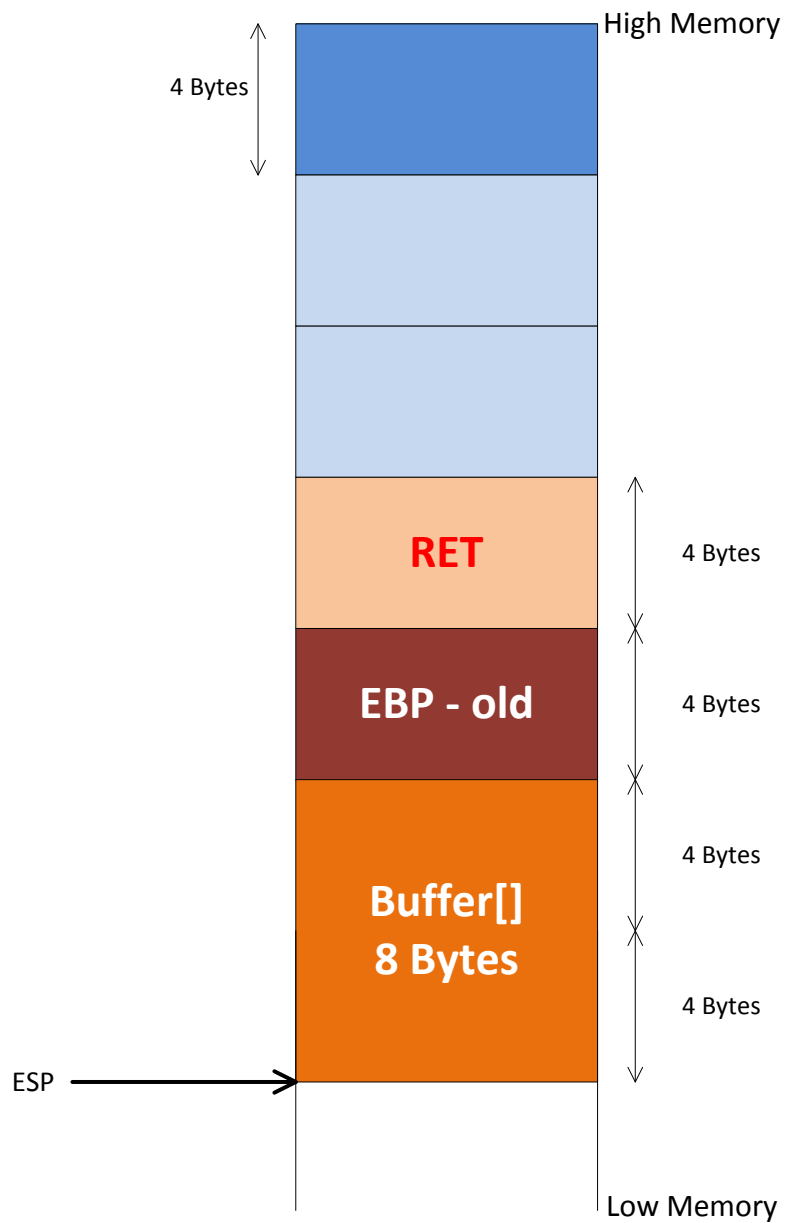 High Memory
4 Bytes
RET
4 Bytes
EBP - old
4 Bytes
4 Bytes
Buffer[]
8 Bytes
4 Bytes
ESP
Low Memory